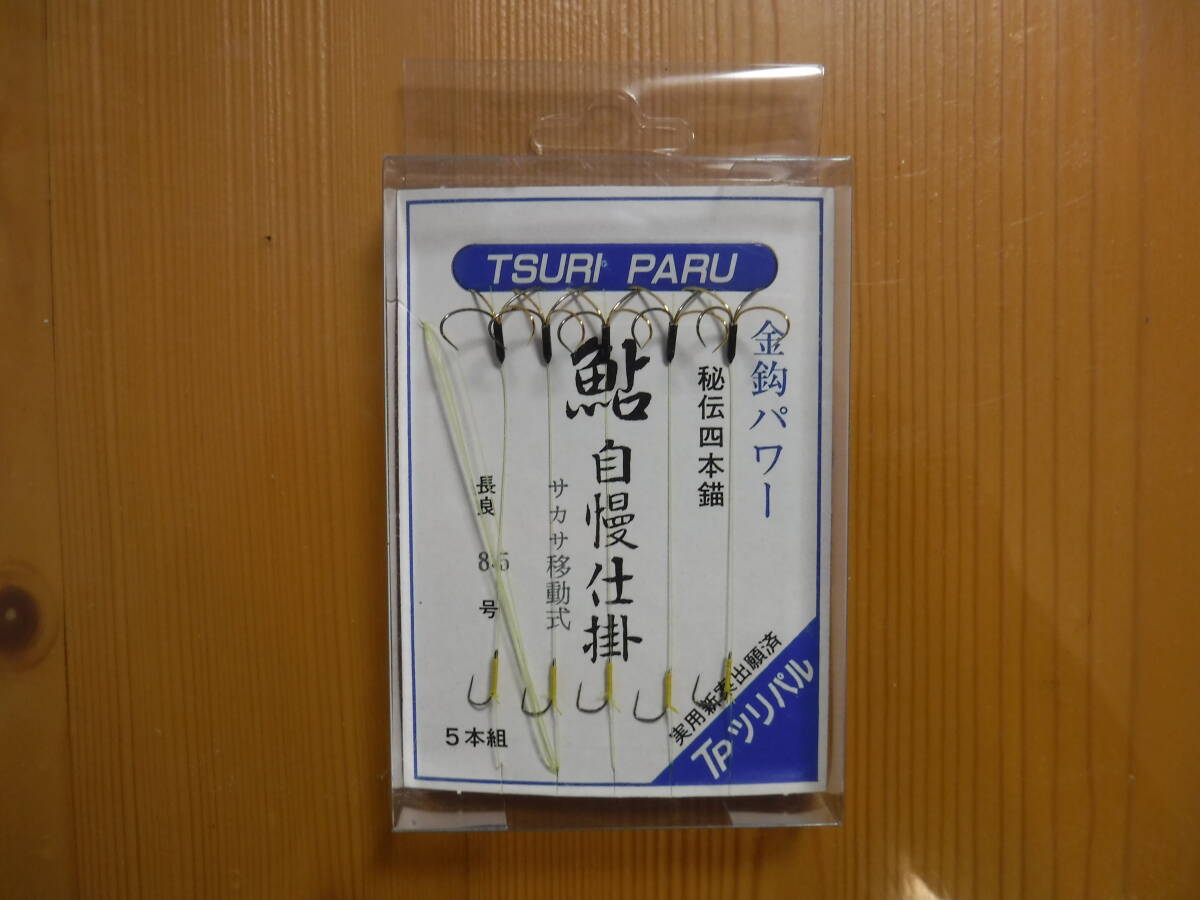 TSURI PARU
金鈎パワー
秘伝四本錨
鮎
自慢仕掛
サカサ移動式
長良 8.5 号
5本組
実用新案出願済
TPツリパル